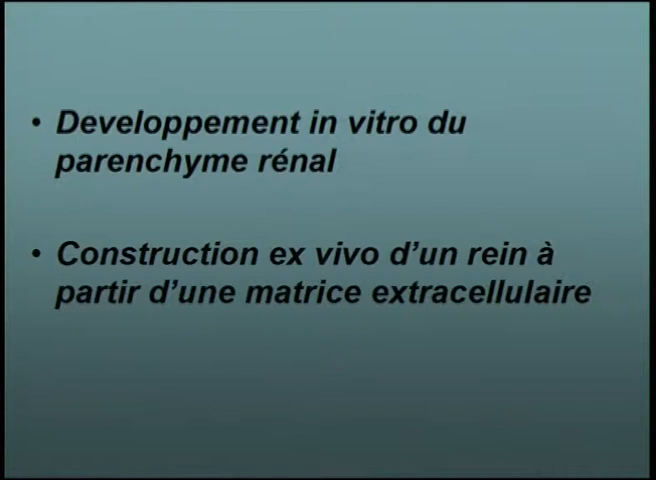 • Developpement in vitro du
parenchyme rénal
• Construction ex vivo d'un rein à
partir d'une matrice extracellulaire